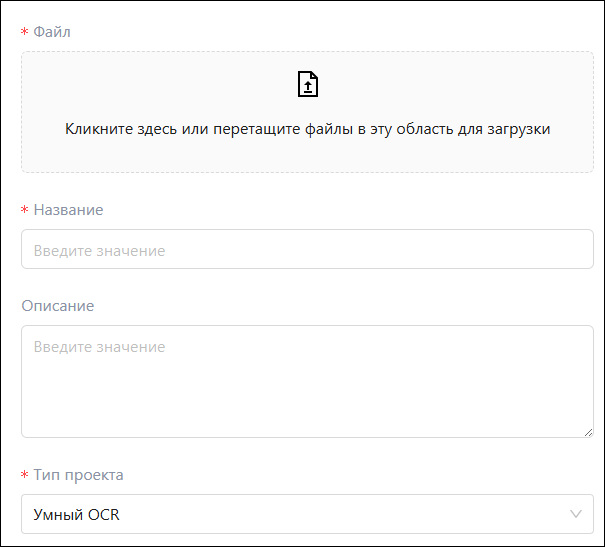 * Файл
Кликните здесь или перетащите файлы в эту область для загрузки
* Название
Введите значение
Описание
Введите значение
* Тип проекта
Умный OCR